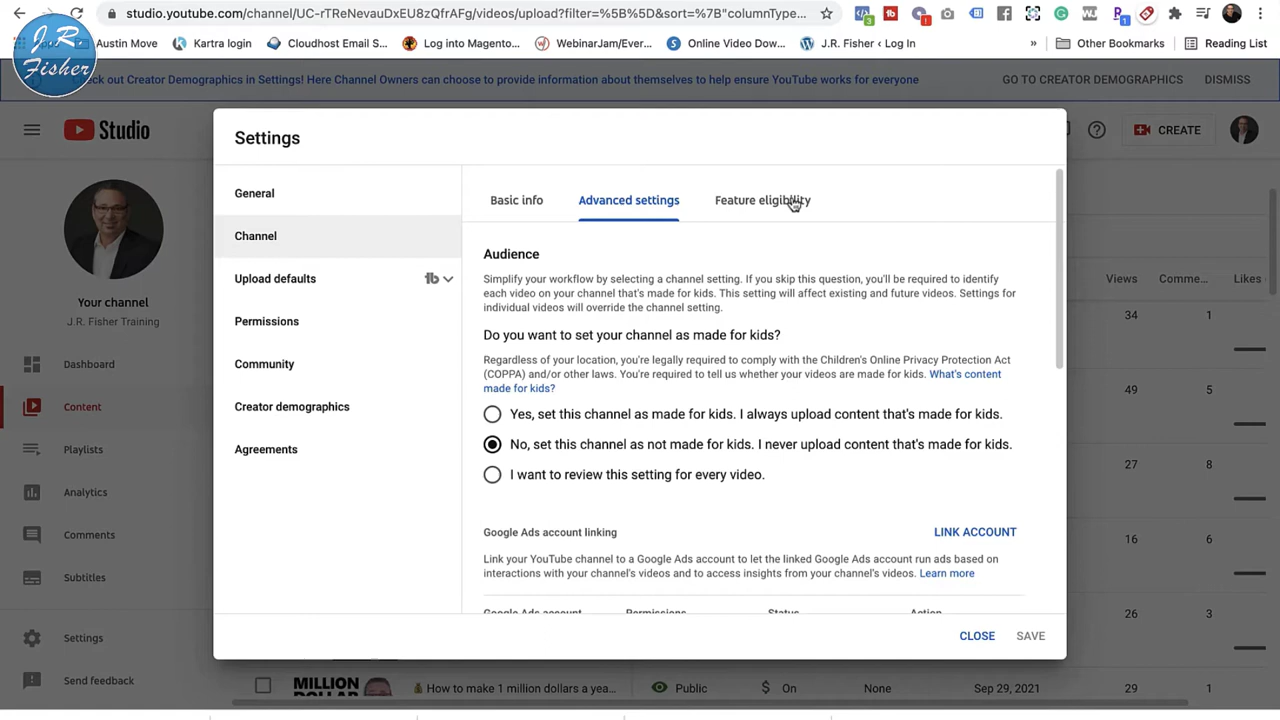 studio.youtube.com/channel/UC-rTReNevauDxEU8zQfrAFg/videos/upload?filter=%5B%5D&sort=%7B"columnType...
Austin Move
Kartra login
Cloudhost Email S...
Log into Magento...
WebinarJam/Ever...
Online Video Dow...
J.R. Fisher ‹ Log In
»
Other Bookmarks
Reading List
J.R.
Fisher
eck out Creator Demographics in Settings! Here Channel Owners can choose to provide information about themselves to help ensure YouTube works for everyone
GO TO CREATOR DEMOGRAPHICS
DISMISS
Studio
CREATE
Your channel
J.R. Fisher Training
Dashboard
Content
Playlists
Analytics
Comments
Subtitles
Settings
Send feedback
Settings
General
Channel
Upload defaults
Permissions
Community
Creator demographics
Agreements
Basic info
Advanced settings
Feature eligibility
Audience
Simplify your workflow by selecting a channel setting. If you skip this question, you'll be required to identify
each video on your channel that's made for kids. This setting will affect existing and future videos. Settings for
individual videos will override the channel setting.
Do you want to set your channel as made for kids?
Regardless of your location, you're legally required to comply with the Children's Online Privacy Protection Act
(COPPA) and/or other laws. You're required to tell us whether your videos are made for kids. What's content
made for kids?
Yes, set this channel as made for kids. I always upload content that's made for kids.
No, set this channel as not made for kids. I never upload content that's made for kids.
I want to review this setting for every video.
Google Ads account linking
LINK ACCOUNT
Link your YouTube channel to a Google Ads account to let the linked Google Ads account run ads based on
interactions with your channel's videos and to access insights from your channel's videos. Learn more
Google Ads account
Permissions
Status
Action
CLOSE
SAVE
Views
Comme...
Likes
34
1
49
5
27
8
16
6
26
3
MILLION
How to make 1 million dollars a yea...
Public
On
None
Sep 29, 2021
29
1